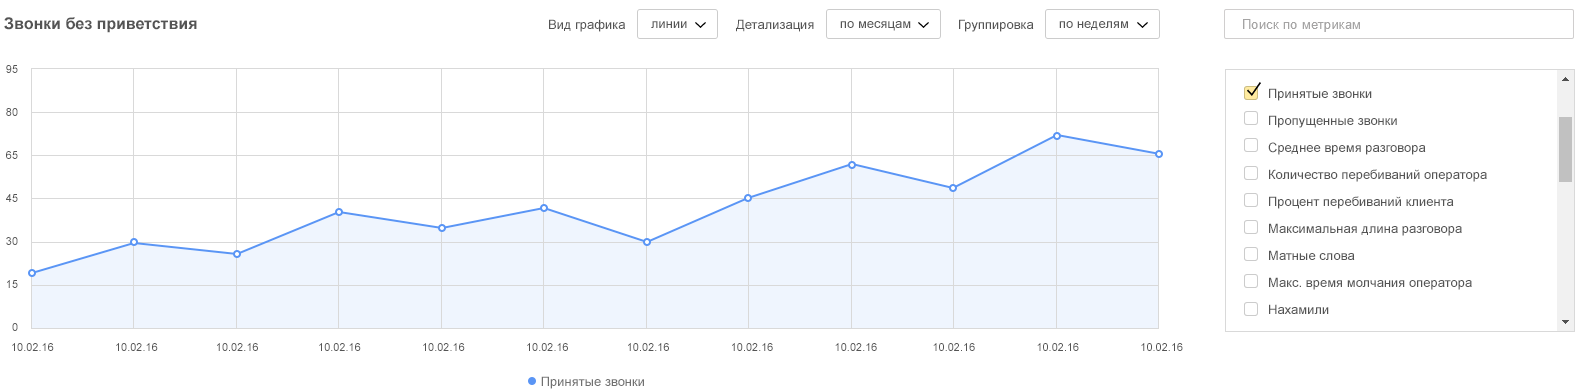 Звонки без приветствия
Вид графика линии Детализация по месяцам Группировка по неделям
Поиск по метрикам
95
80
65
45
30
15
0
10.02.16 10.02.16 10.02.16 10.02.16 10.02.16 10.02.16 10.02.16 10.02.16 10.02.16 10.02.16 10.02.16 10.02.16
Принятые звонки
Принятые звонки
Пропущенные звонки
Среднее время разговора
Количество перебиваний оператора
Процент перебиваний клиента
Максимальная длина разговора
Матные слова
Макс. время молчания оператора
Нахамили